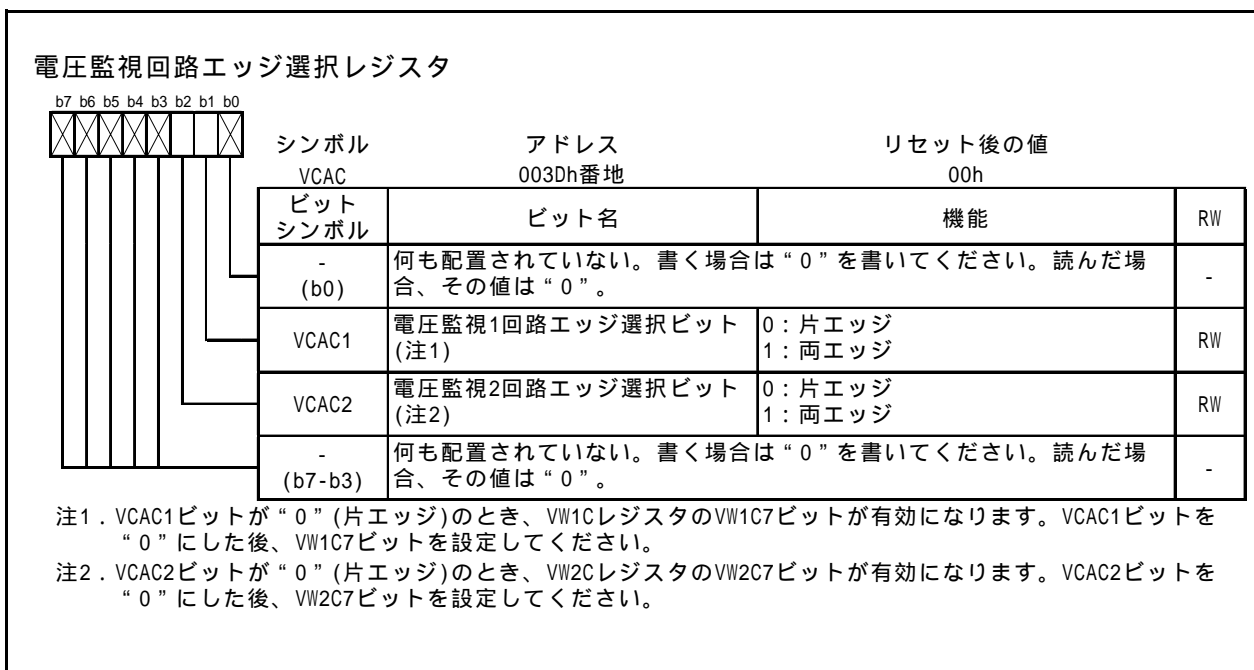 電圧監視回路エッジ選択レジスタ
b7 b6 b5 b4 b3 b2 b1 b0
シンボル アドレス リセット後の値
VCAC 003Dh番地 00h
ビット
シンボル ビット名 機能 RW
-
(b0)
何も配置されていない。書く場合は“0”を書いてください。読んだ場
合、その値は“0”。
-
VCAC1
電圧監視1回路エッジ選択ビット
(注1)
0:片エッジ
1:両エッジ
RW
VCAC2
電圧監視2回路エッジ選択ビット
(注2)
0:片エッジ
1:両エッジ
RW
-
(b7-b3)
何も配置されていない。書く場合は“0”を書いてください。読んだ場
合、その値は“0”。
-
注1.VCAC1ビットが“0”(片エッジ)のとき、VW1CレジスタのVW1C7ビットが有効になります。VCAC1ビットを
“0”にした後、VW1C7ビットを設定してください。
注2.VCAC2ビットが“0”(片エッジ)のとき、VW2CレジスタのVW2C7ビットが有効になります。VCAC2ビットを
“0”にした後、VW2C7ビットを設定してください。